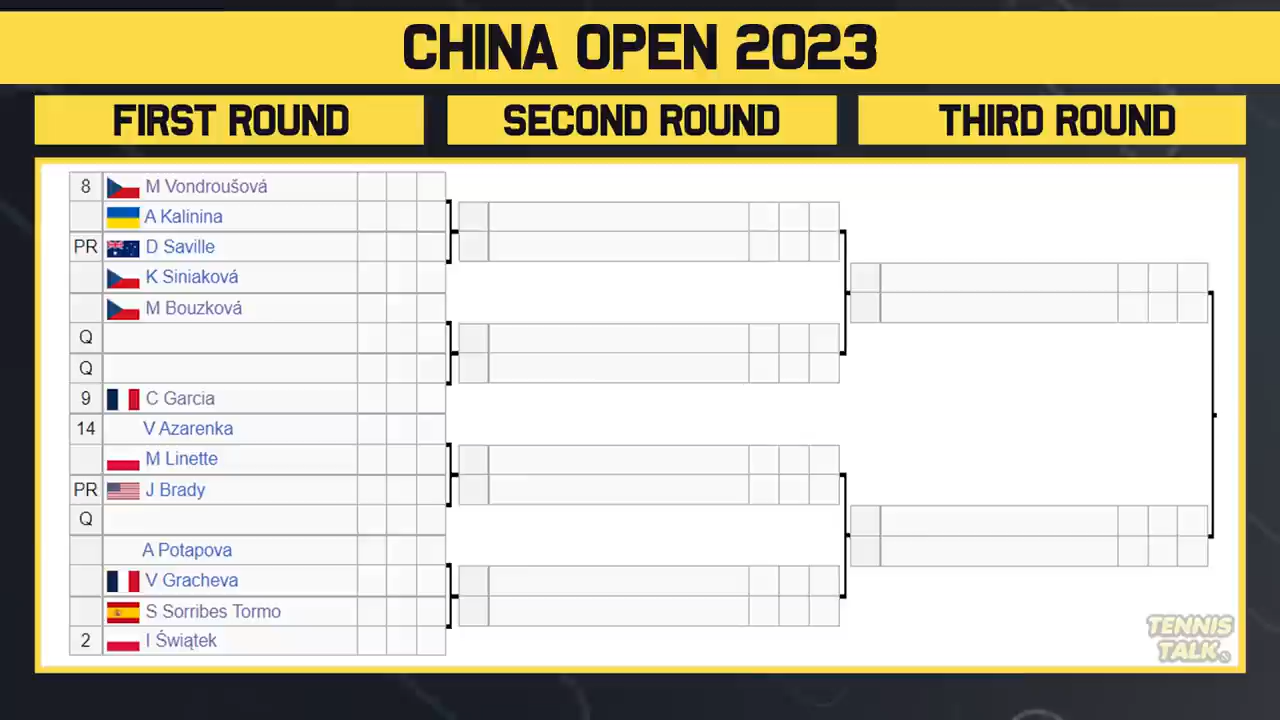 CHINA OPEN 2023
FIRST ROUND
SECOND ROUND
THIRD ROUND
8 M Vondroušová
A Kalinina
PR D Saville
K Siniaková
M Bouzková
Q
Q
9 C Garcia
14 V Azarenka
M Linette
PR J Brady
Q
A Potapova
V Gracheva
S Sorribes Tormo
2 I Świątek
TENNIS
TALK